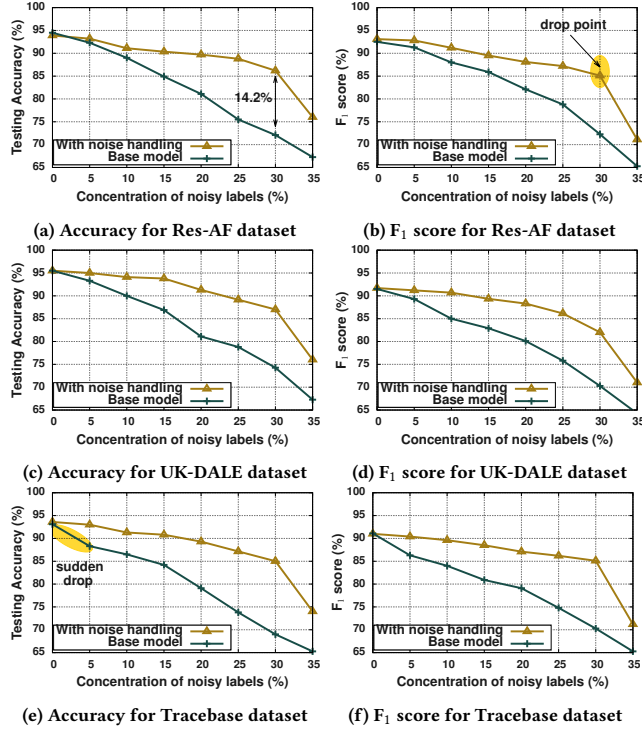 100
95
90
85
80
75
70
65
0 5 10 15 20 25 30 35
Testing Accuracy (%)
Concentration of noisy labels (%)
14.2%
With noise handling
Base model
(a) Accuracy for Res-AF dataset
100
95
90
85
80
75
70
65
0 5 10 15 20 25 30 35
F1 score (%)
Concentration of noisy labels (%)
drop point
With noise handling
Base model
(b) F1 score for Res-AF dataset
100
95
90
85
80
75
70
65
0 5 10 15 20 25 30 35
Testing Accuracy (%)
Concentration of noisy labels (%)
With noise handling
Base model
(c) Accuracy for UK-DALE dataset
100
95
90
85
80
75
70
65
0 5 10 15 20 25 30 35
F1 score (%)
Concentration of noisy labels (%)
With noise handling
Base model
(d) F1 score for UK-DALE dataset
100
95
90
85
80
75
70
65
0 5 10 15 20 25 30 35
Testing Accuracy (%)
Concentration of noisy labels (%)
sudden
drop
With noise handling
Base model
(e) Accuracy for Tracebase dataset
100
95
90
85
80
75
70
65
0 5 10 15 20 25 30 35
F1 score (%)
Concentration of noisy labels (%)
With noise handling
Base model
(f) F1 score for Tracebase dataset